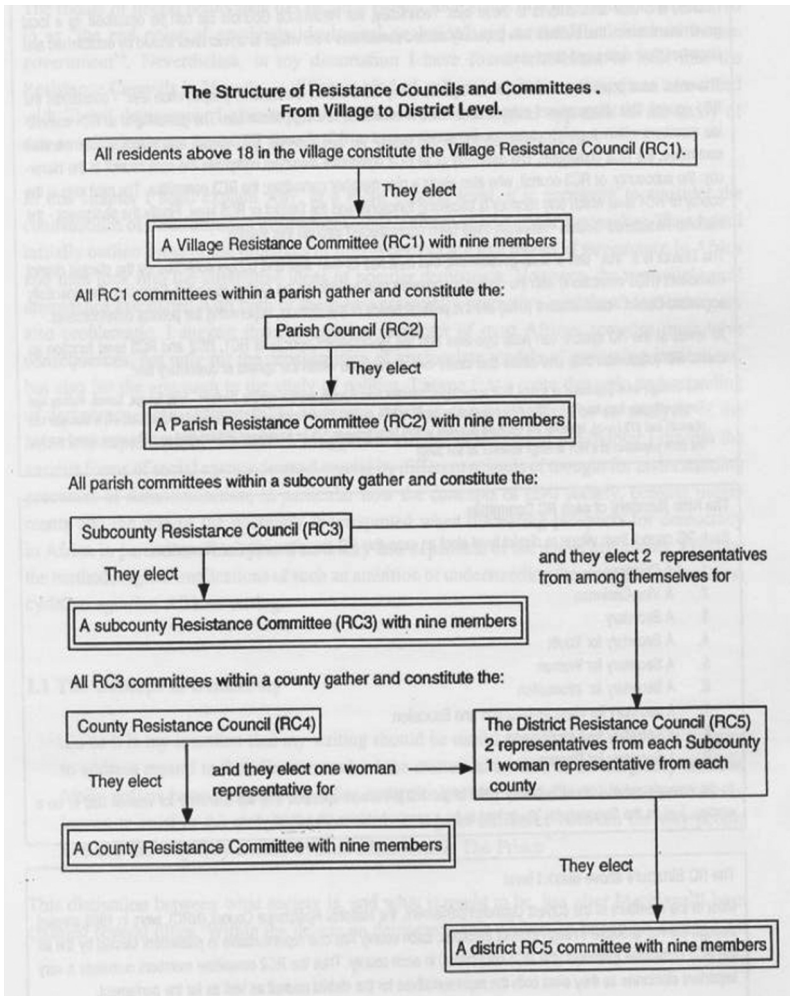 The Structure of Resistance Councils and Committees .
From Village to District Level.
All residents above 18 in the village constitute the Village Resistance Council (RC1).
They elect
A Village Resistance Committee (RC1) with nine members
All RC1 committees within a parish gather and constitute the:
Parish Council (RC2)
They elect
A Parish Resistance Committee (RC2) with nine members
All parish committees within a subcounty gather and constitute the:
Subcounty Resistance Council (RC3)
They elect
and they elect 2 representatives
from among themselves for
A subcounty Resistance Committee (RC3) with nine members
All RC3 committees within a county gather and constitute the:
County Resistance Council (RC4)
They elect
and they elect one woman
representative for
The District Resistance Council (RC5)
2 representatives from each Subcounty
1 woman representative from each
county
A County Resistance Committee with nine members
They elect
A district RC5 committee with nine members